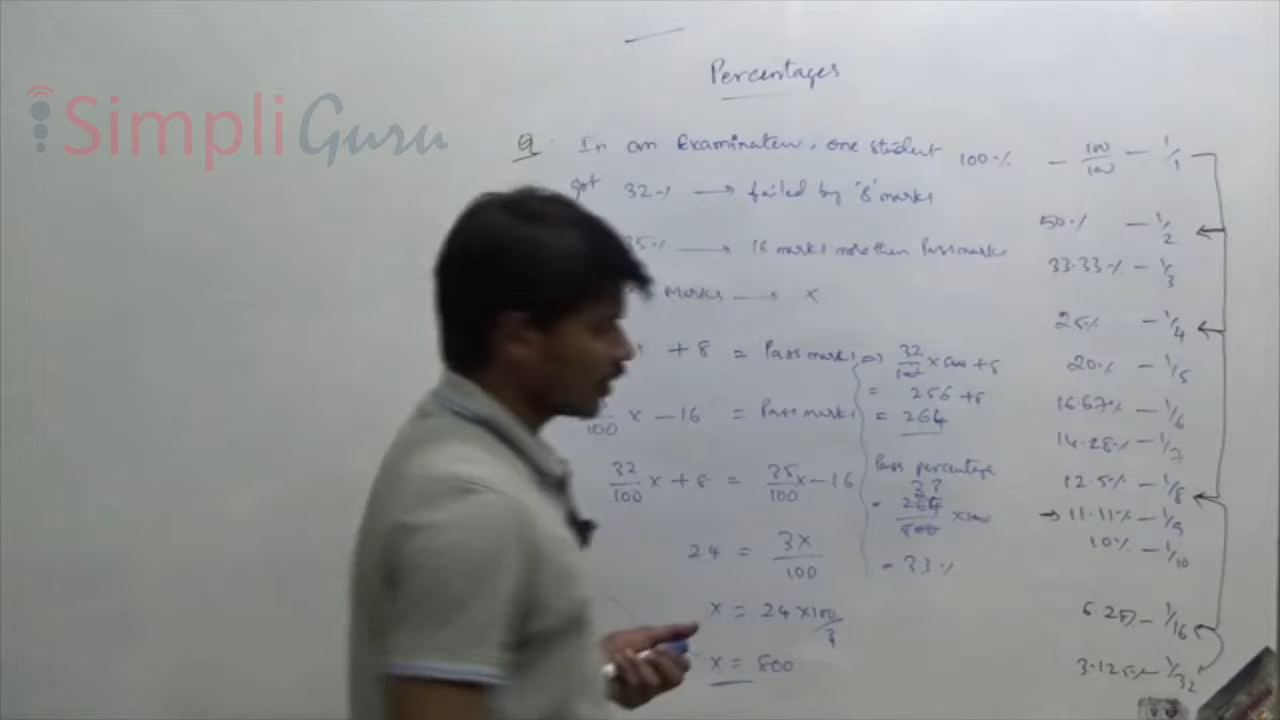 SimpliGuru
Percentages
Q. In an Examination, one student
got 32% → failed by '8' marks
35% → 16 marks more than Pass marks
Marks → x
+ 8 = Pass marks
100 x - 16 = Pass marks
32/100 x + 8 = 35/100 x - 16
24 = 3x/100
x = 24 x 100/3
x = 800
⇒ 32/100 x 800 + 8
= 256 + 8
= 264
Pass percentage
33
= 264/800 x 100
= 33%
100% - 100/100 - 1/1
50% - 1/2
33.33% - 1/3
25% - 1/4
20% - 1/5
16.67% - 1/6
14.28% - 1/7
12.5% - 1/8
→ 11.11% - 1/9
10% - 1/10
6.25% - 1/16
3.125% - 1/32